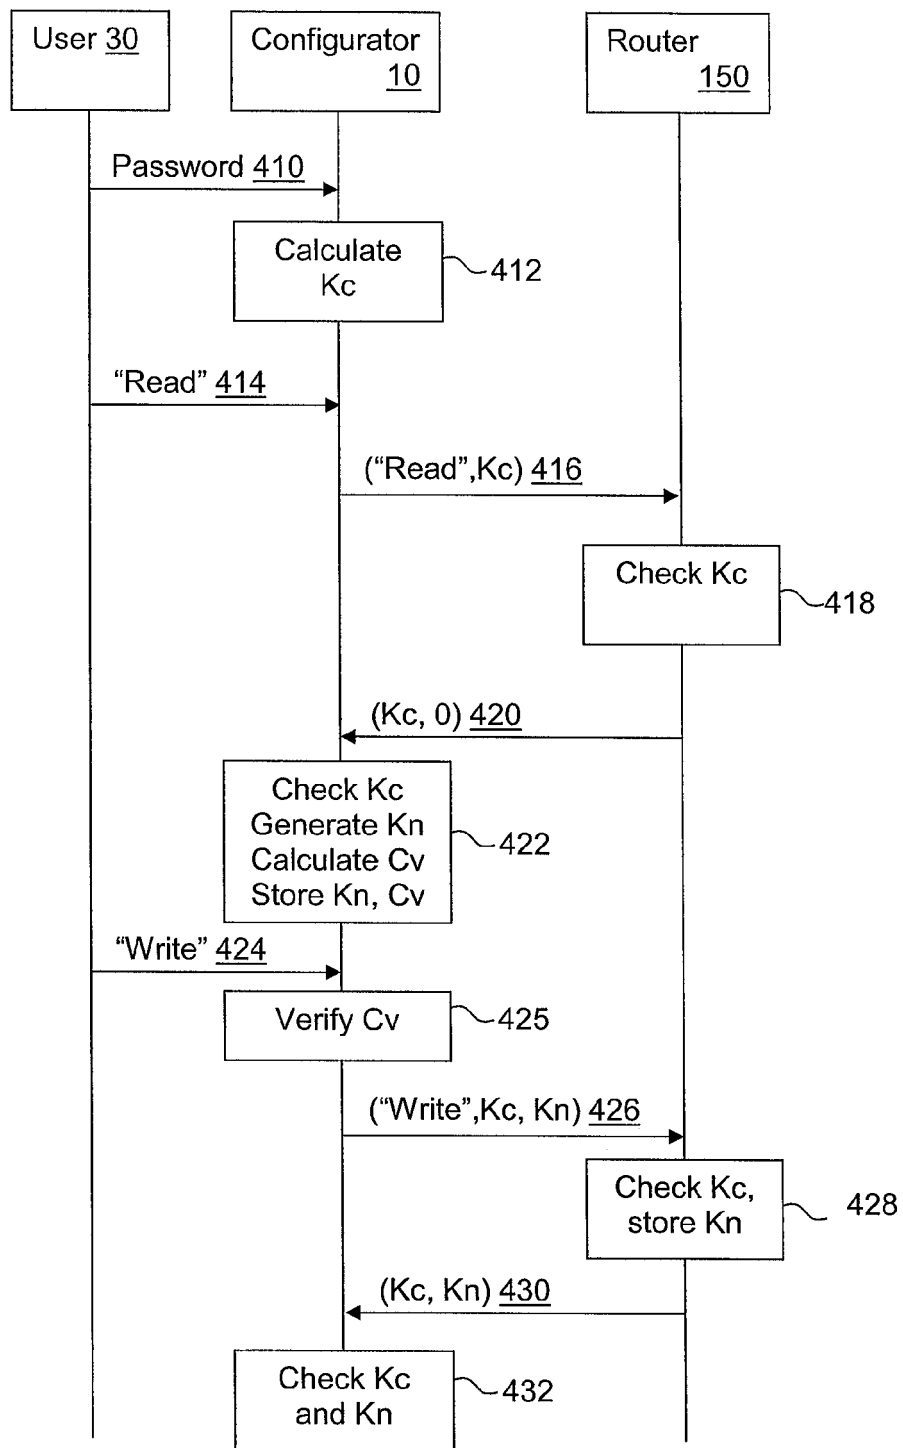 User 30
Configurator
10
Router
150
Password 410
Calculate
Kc
412
“Read” 414
(“Read”,Kc) 416
Check Kc
418
(Kc, 0) 420
Check Kc
Generate Kn
Calculate Cv
Store Kn, Cv
422
“Write” 424
Verify Cv
425
(“Write”,Kc, Kn) 426
Check Kc,
store Kn
428
(Kc, Kn) 430
Check Kc
and Kn
432